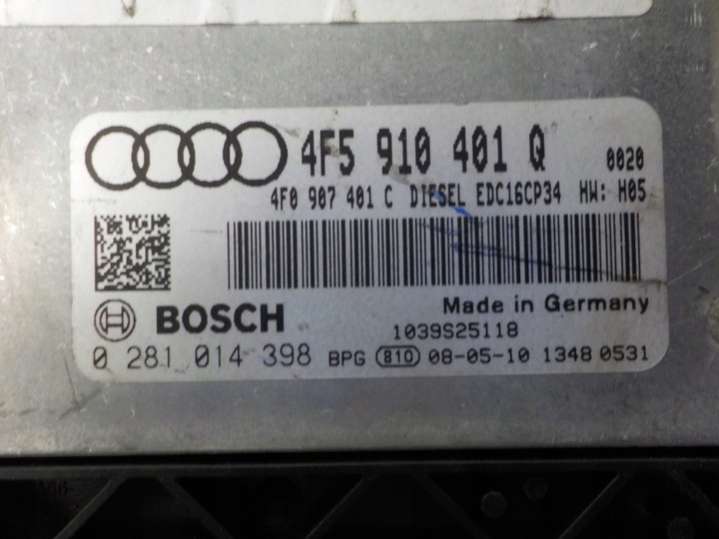 4F5 910 401 Q 0020
4F0 907 401 C DIESEL EDC16CP34 HW: H05
BOSCH Made in Germany
1039S25118
0 281 014 398 BPG 810 08-05-10 1348 0531